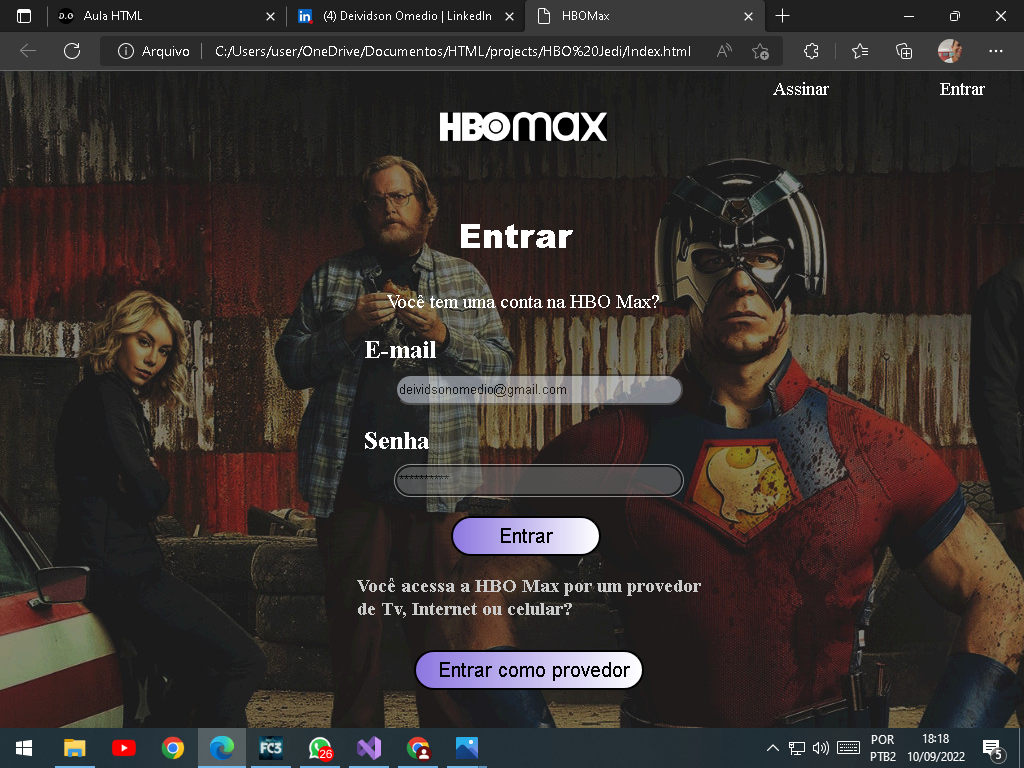 Aula HTML
(4) Deividson Omedio | LinkedIn
HBOMax
Arquivo
C:/Users/user/OneDrive/Documentos/HTML/projects/HBO%20Jedi/Index.html
Assinar
Entrar
HBOmax
Entrar
Você tem uma conta na HBO Max?
E-mail
deividsonomedio@gmail.com
Senha
**********
Entrar
Você acessa a HBO Max por um provedor
de Tv, Internet ou celular?
Entrar como provedor
FC3
26
POR
PTB2
18:18
10/09/2022
5